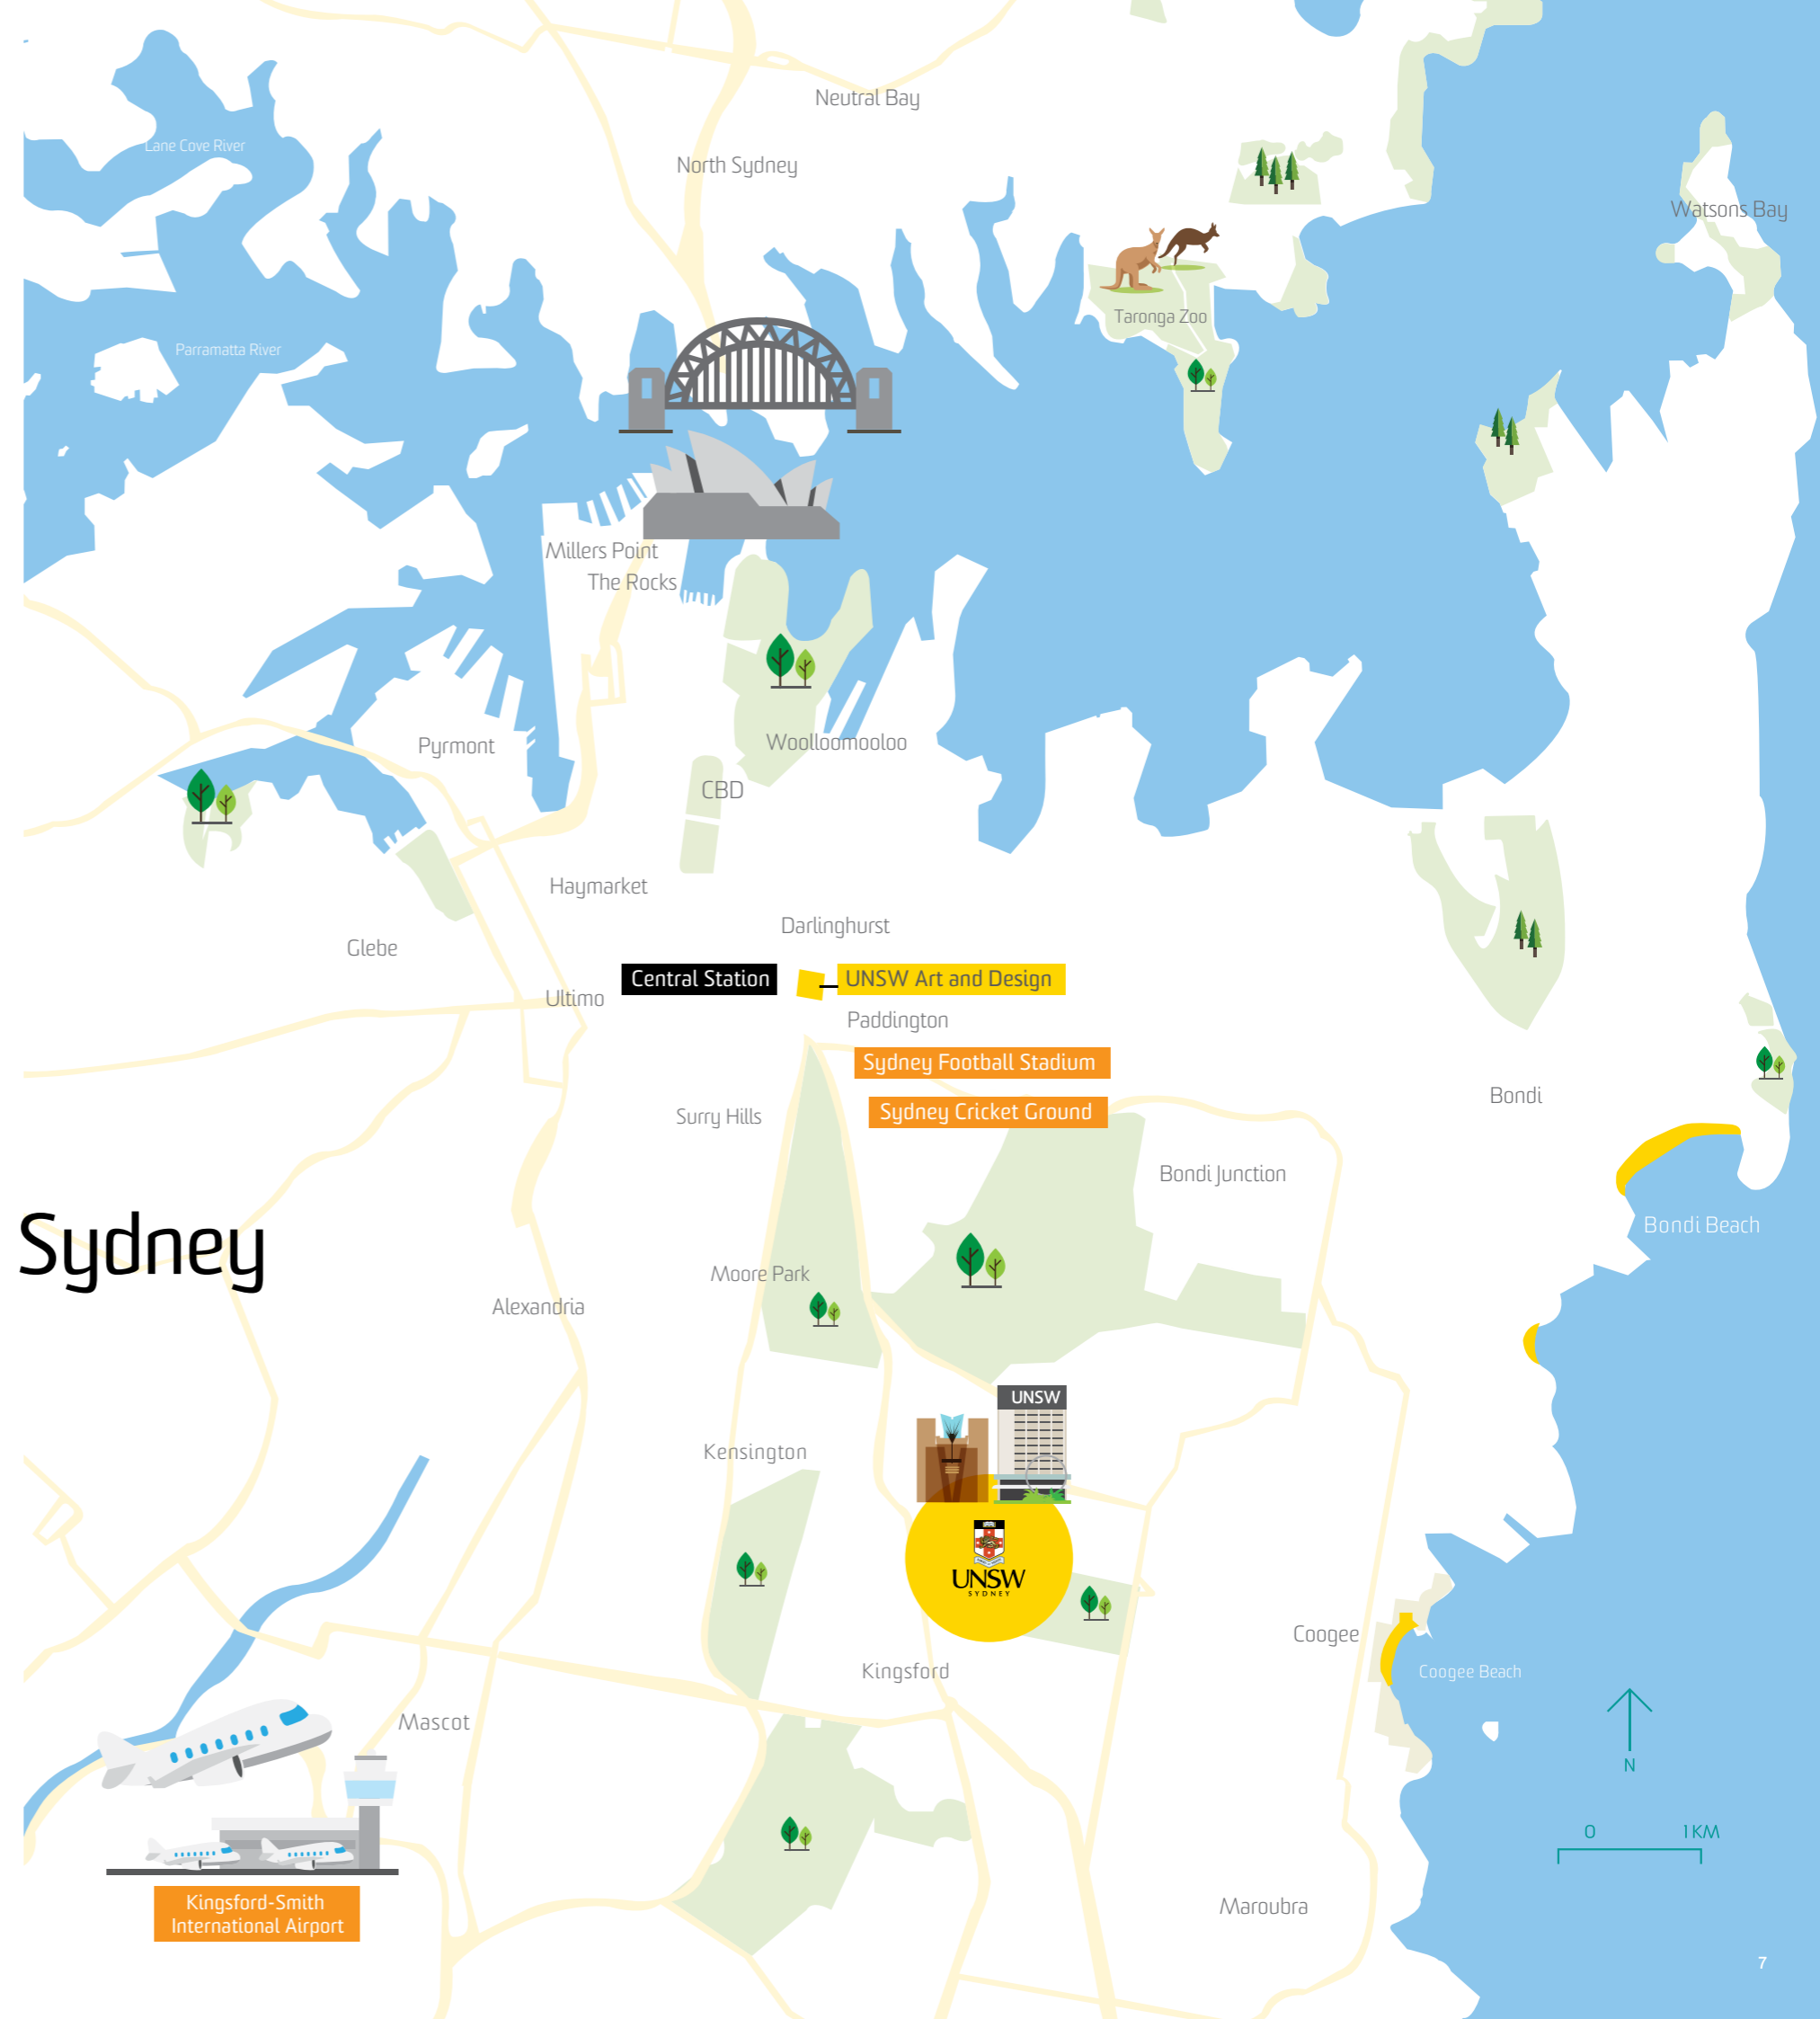 Neutral Bay
Lane Cove River
North Sydney
Watsons Bay
Taronga Zoo
Parramatta River
Millers Point
The Rocks
Pyrmont
Woolloomooloo
CBD
Haymarket
Darlinghurst
Glebe
Central Station
UNSW Art and Design
Ultimo
Paddington
Sydney Football Stadium
Bondi
Sydney Cricket Ground
Surry Hills
Bondi Junction
Sydney
Bondi Beach
Moore Park
Alexandria
UNSW
Kensington
UNSW
SYDNEY
Coogee
Kingsford
Coogee Beach
Mascot
N
0 1 KM
Kingsford-Smith
International Airport
Maroubra
7